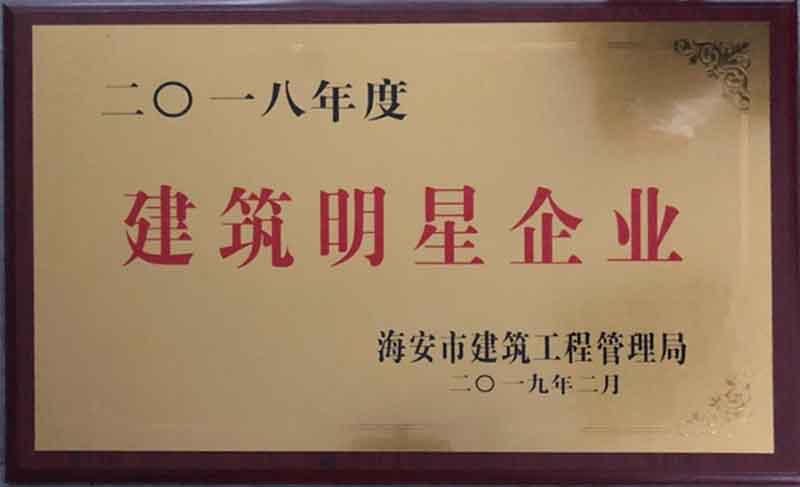 二〇一八年度
建筑明星企业
海安市建筑工程管理局
二〇一九年二月